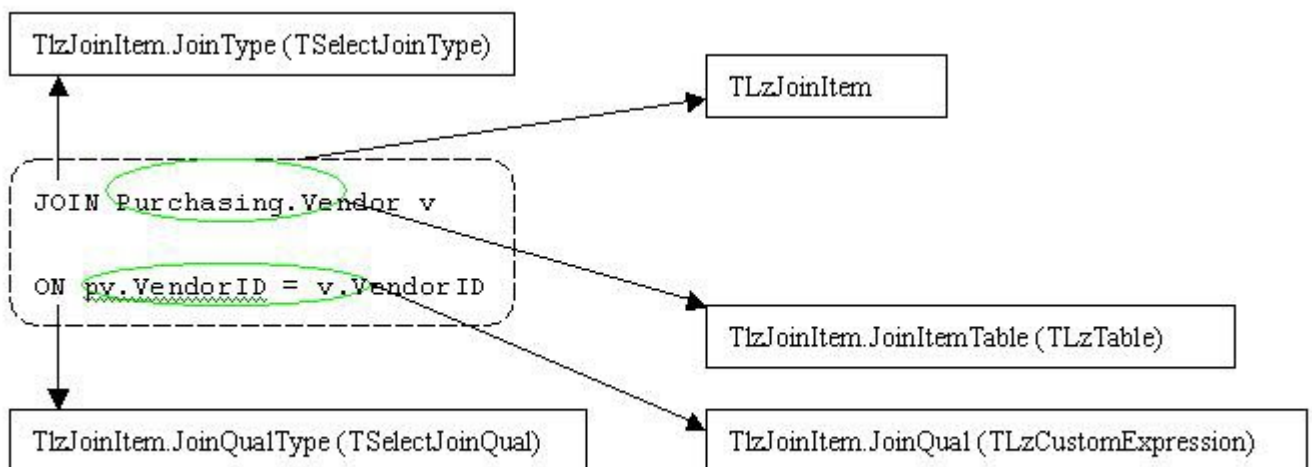 TlzJoinItem.JoinType (TSelectJoinType)
TLzJoinItem
JOIN Purchasing.Vendor v
ON pv.VendorID = v.VendorID
TlzJoinItem.JoinItemTable (TLzTable)
TlzJoinItem.JoinQualType (TSelectJoinQual)
TlzJoinItem.JoinQual (TLzCustomExpression)